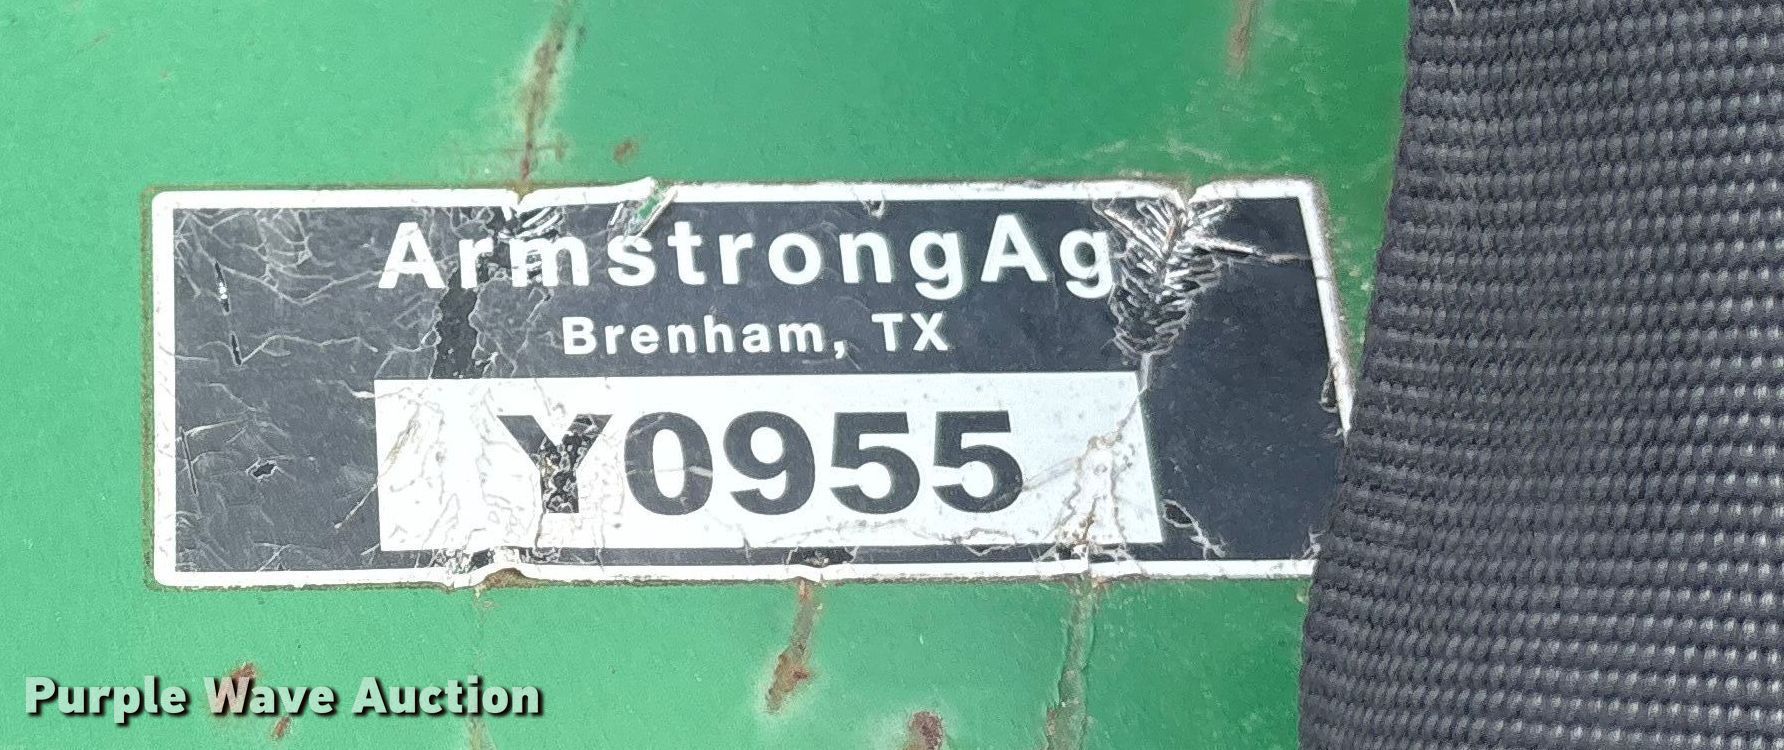 ArmstrongAg
Brenham, TX
Y0955
Purple Wave Auction